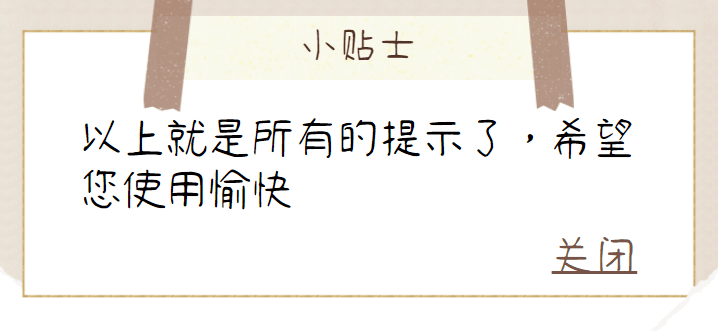 小贴士
以上就是所有的提示了，希望
您使用愉快
关闭